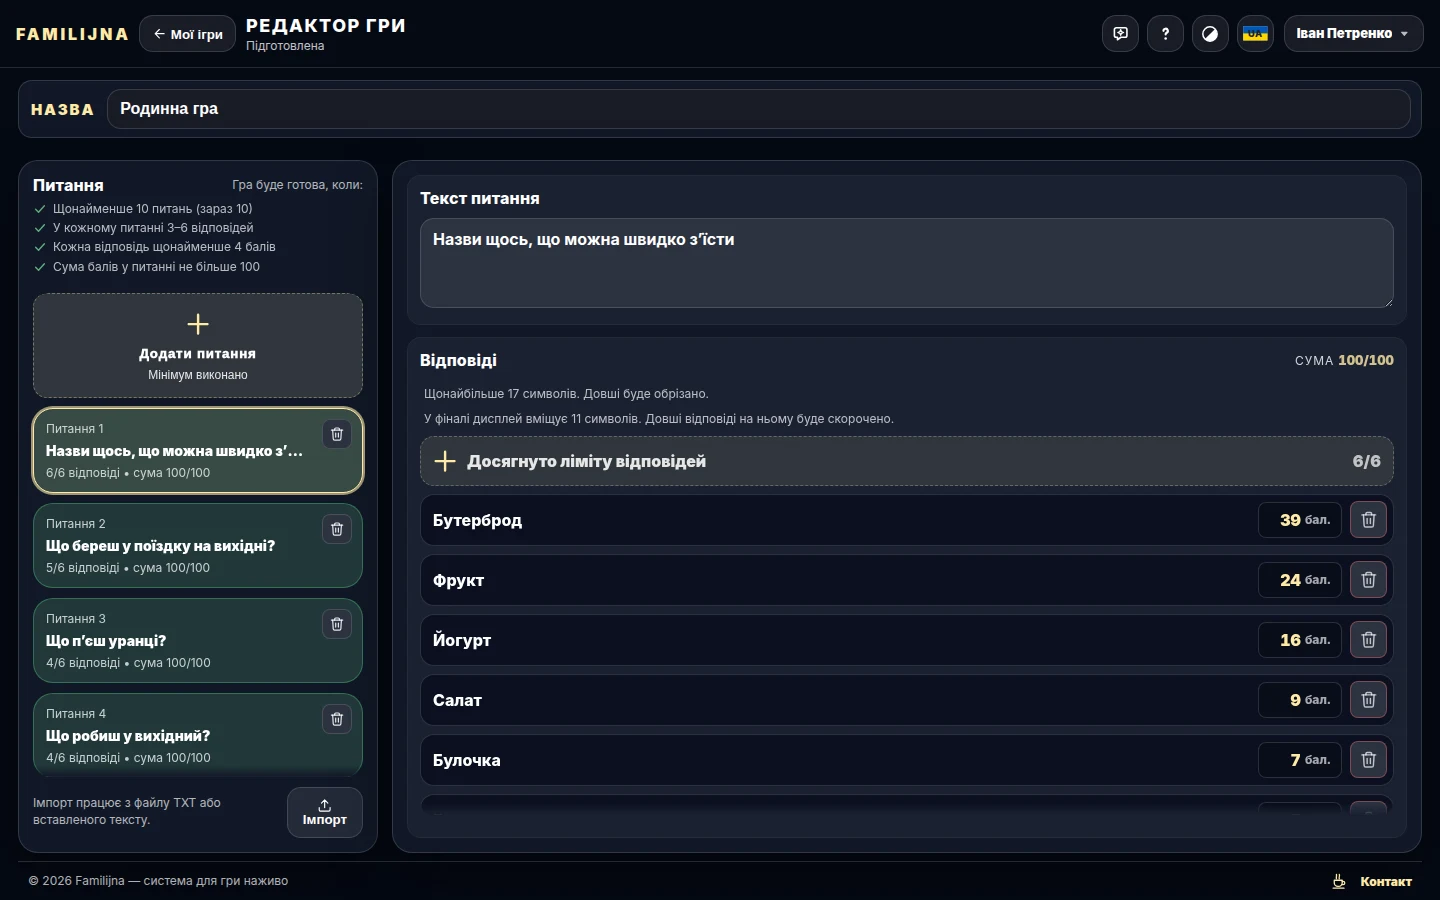 FAMILIJNA
← Мої ігри
РЕДАКТОР ГРИ
Підготовлена
?
UA
Іван Петренко
НАЗВА
Родинна гра
Питання
Гра буде готова, коли:
Щонайменше 10 питань (зараз 10)
У кожному питанні 3–6 відповідей
Кожна відповідь щонайменше 4 балів
Сума балів у питанні не більше 100
Додати питання
Мінімум виконано
Питання 1
Назви щось, що можна швидко з’…
6/6 відповіді • сума 100/100
Питання 2
Що береш у поїздку на вихідні?
5/6 відповіді • сума 100/100
Питання 3
Що п’єш уранці?
4/6 відповіді • сума 100/100
Питання 4
Що робиш у вихідний?
4/6 відповіді • сума 100/100
Імпорт працює з файлу TXT або
вставленого тексту.
Імпорт
Текст питання
Назви щось, що можна швидко з’їсти
Відповіді
СУМА 100/100
Щонайбільше 17 символів. Довші буде обрізано.
У фіналі дисплей вміщує 11 символів. Довші відповіді на ньому буде скорочено.
Досягнуто ліміту відповідей
6/6
Бутерброд
39 бал.
Фрукт
24 бал.
Йогурт
16 бал.
Салат
9 бал.
Булочка
7 бал.
© 2026 Familijna — система для гри наживо
Контакт